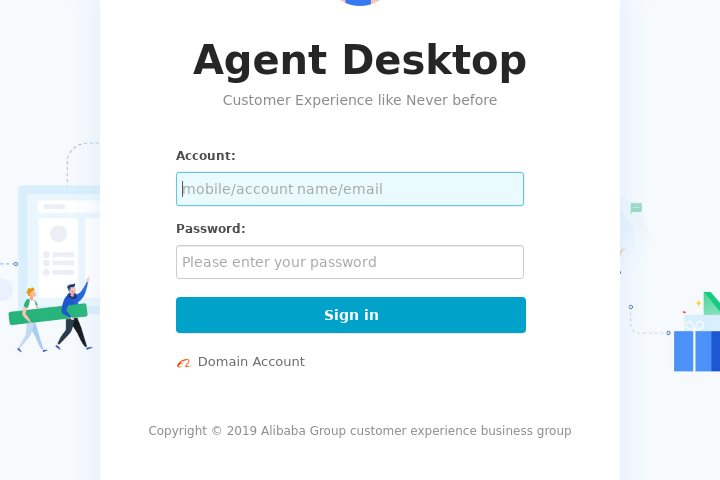 Agent Desktop
Customer Experience like Never before
Account:
mobile/account name/email
Password:
Please enter your password
Sign in
Domain Account
Copyright © 2019 Alibaba Group customer experience business group